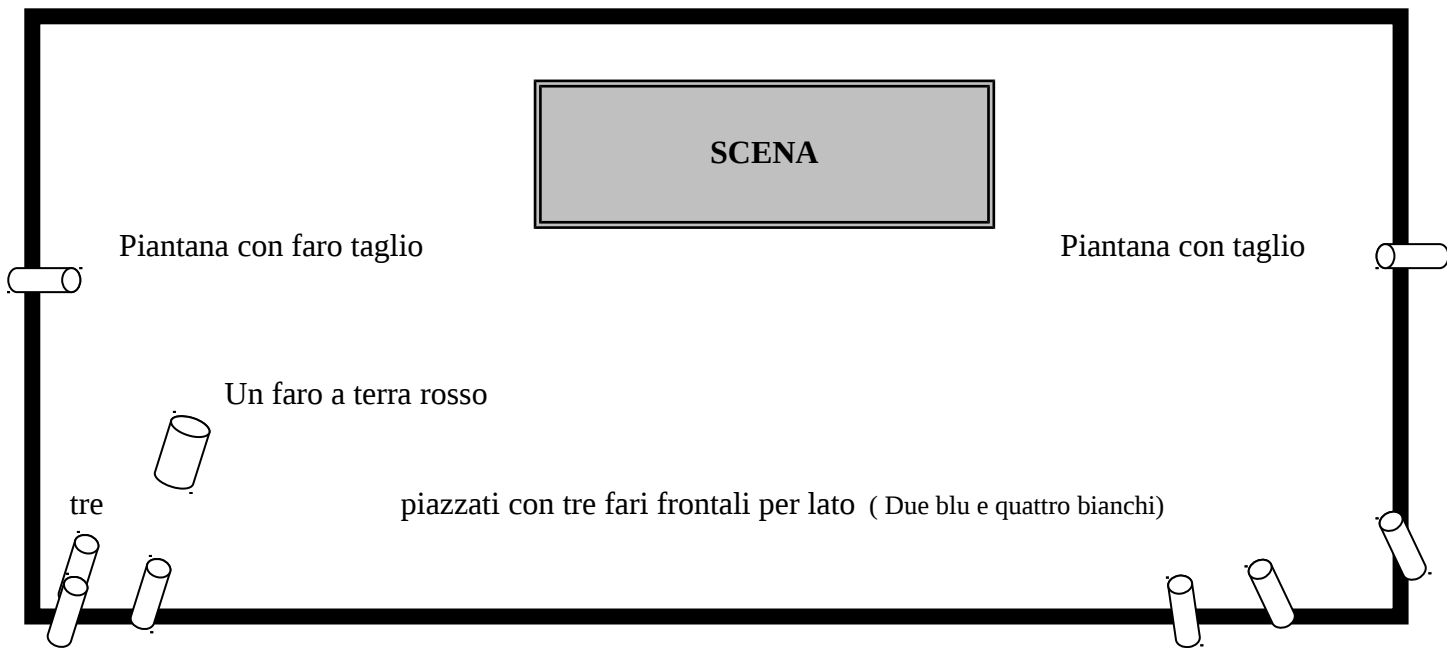 SCENA
Piantana con faro taglio
Piantana con taglio
Un faro a terra rosso
tre
piazzati con tre fari frontali per lato ( Due blu e quattro bianchi)